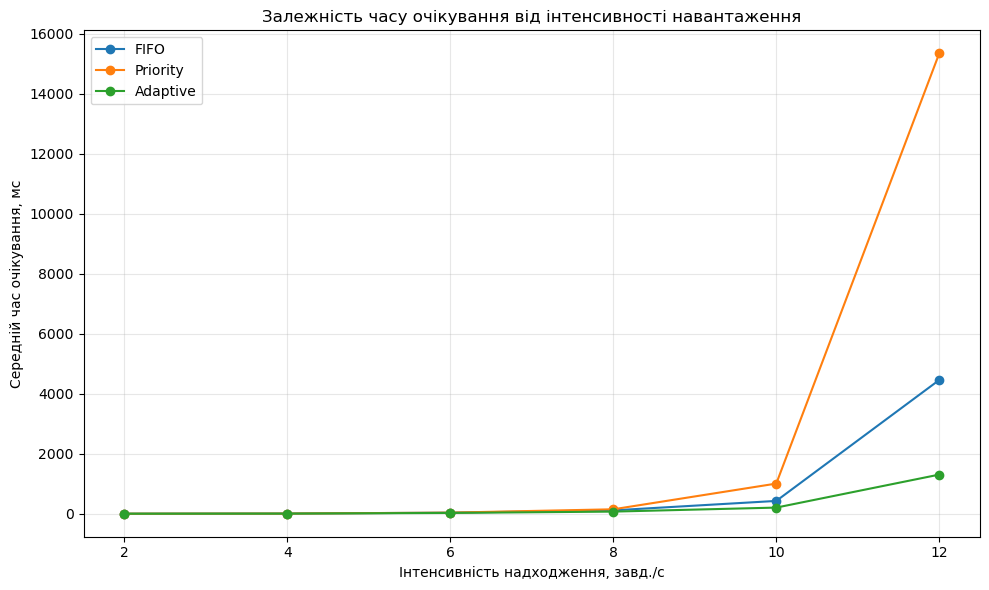 Залежність часу очікування від інтенсивності навантаження
FIFO
Priority
Adaptive
Середній час очікування, мс
16000
14000
12000
10000
8000
6000
4000
2000
0
2 4 6 8 10 12
Інтенсивність надходження, завд./с